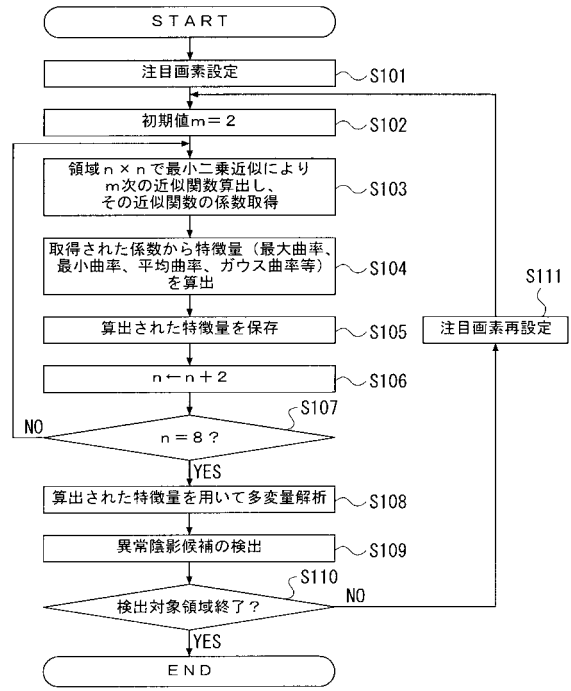 ＳＴＡＲＴ
注目画素設定
S101
初期値ｍ＝２
S102
領域ｎ×ｎで最小二乗近似により
ｍ次の近似関数算出し、
その近似関数の係数取得
S103
取得された係数から特徴量（最大曲率、
最小曲率、平均曲率、ガウス曲率等）
を算出
S104
算出された特徴量を保存
S105
ｎ←ｎ＋２
S106
ｎ＝８？
S107
NO
YES
算出された特徴量を用いて多変量解析
S108
異常陰影候補の検出
S109
検出対象領域終了？
S110
NO
YES
注目画素再設定
S111
ＥＮＤ